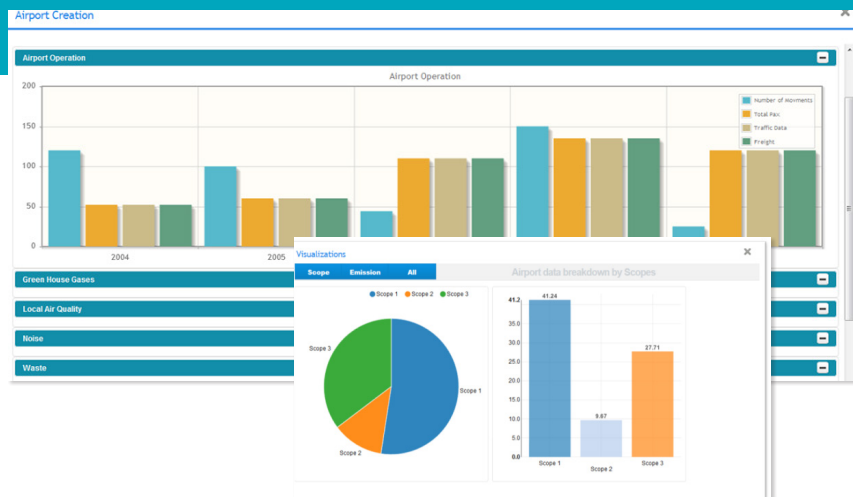 Airport Creation
Airport Operation
Airport Operation
200
150
100
50
0
Number of Movments
Total Pax
Traffic Data
Freight
2004
2005
Green House Gases
Local Air Quality
Noise
Waste
Visualizations
Scope Emission All
Airport data breakdown by Scopes
Scope 1 Scope 2 Scope 3
Scope 3
Scope 1
Scope 2
41.2
35.0
30.0
25.0
20.0
15.0
10.0
5.0
0.0
41.24
9.67
27.71
Scope 1
Scope 2
Scope 3